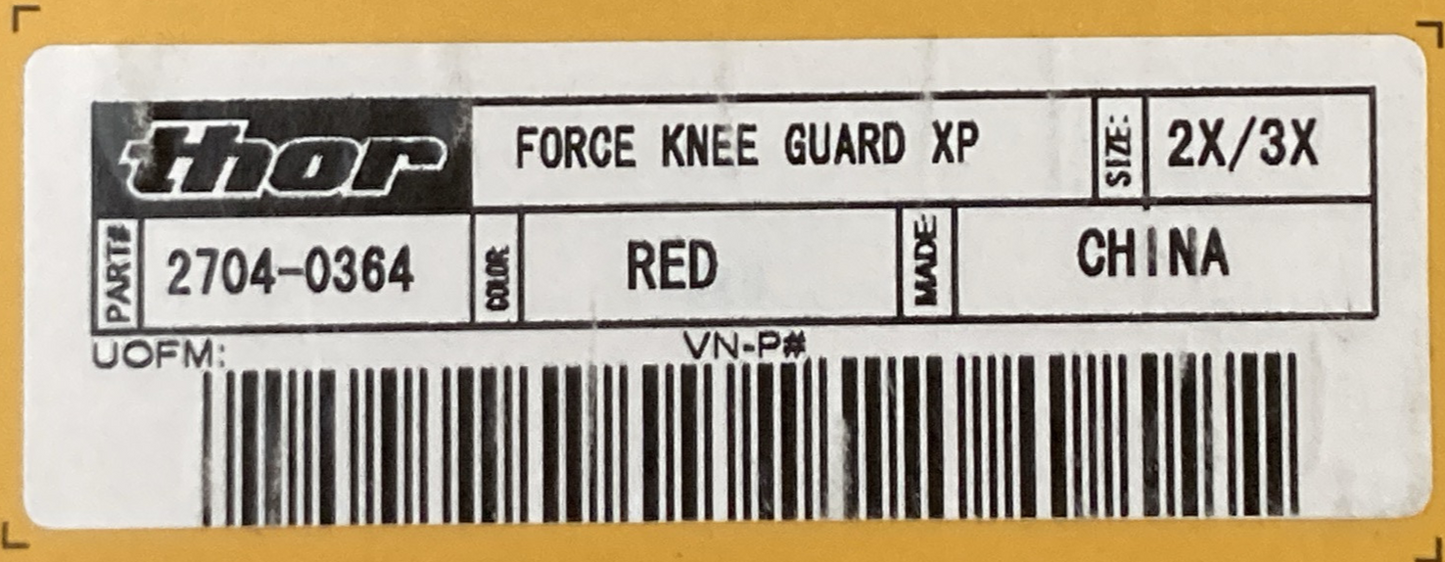 thor FORCE KNEE GUARD XP SIZE: 2X/3X
PART# 2704-0364 COLOR RED MADE: CHINA
UOFM: VN-P#